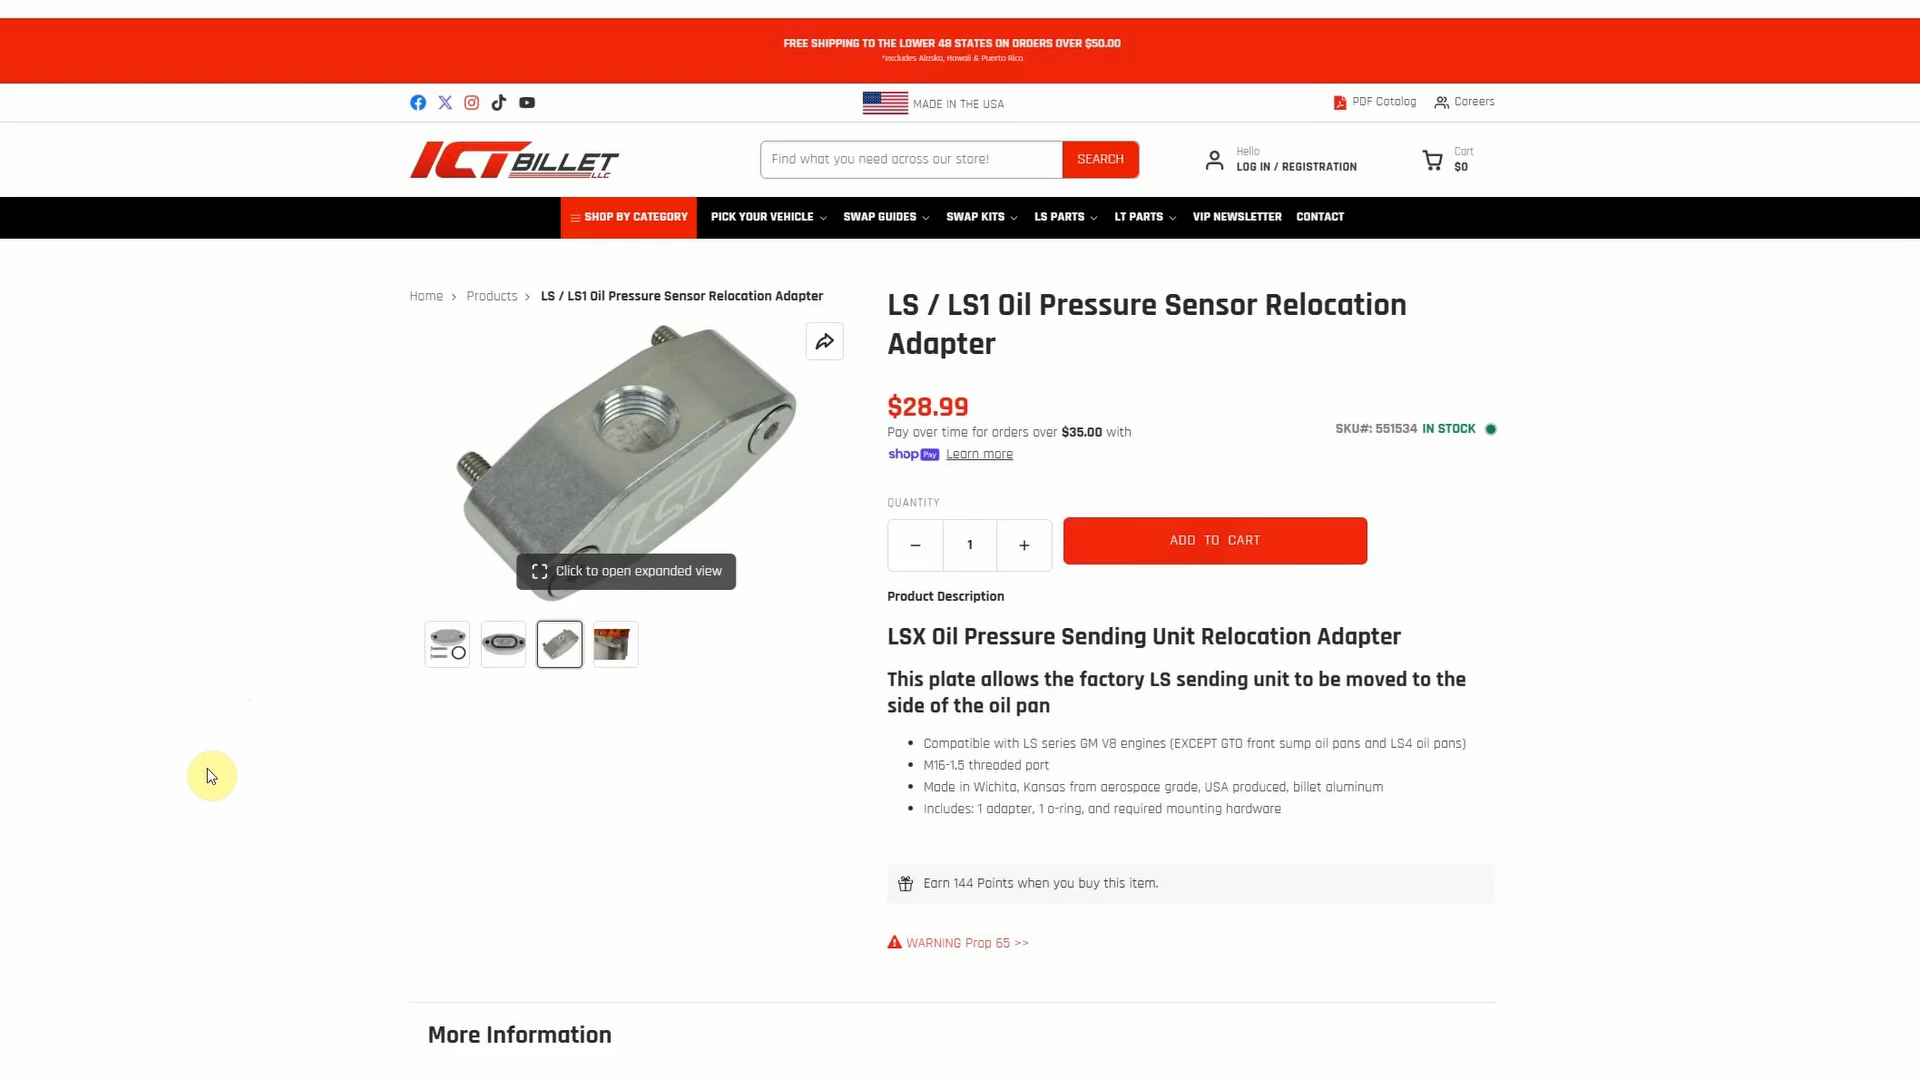 FREE SHIPPING TO THE LOWER 48 STATES ON ORDERS OVER $50.00
*excludes Alaska, Hawaii & Puerto Rico
MADE IN THE USA
PDF Catalog
Careers
ICT BILLET LLC
Find what you need across our store!
SEARCH
Hello
LOG IN / REGISTRATION
Cart
$0
SHOP BY CATEGORY
PICK YOUR VEHICLE
SWAP GUIDES
SWAP KITS
LS PARTS
LT PARTS
VIP NEWSLETTER
CONTACT
Home > Products > LS / LS1 Oil Pressure Sensor Relocation Adapter
ICT
Click to open expanded view
LS / LS1 Oil Pressure Sensor Relocation
Adapter
$28.99
Pay over time for orders over $35.00 with
shop Pay Learn more
SKU#: 551534 IN STOCK
QUANTITY
− 1 +
ADD TO CART
Product Description
LSX Oil Pressure Sending Unit Relocation Adapter
This plate allows the factory LS sending unit to be moved to the
side of the oil pan
• Compatible with LS series GM V8 engines (EXCEPT GTO front sump oil pans and LS4 oil pans)
• M16-1.5 threaded port
• Made in Wichita, Kansas from aerospace grade, USA produced, billet aluminum
• Includes: 1 adapter, 1 o-ring, and required mounting hardware
Earn 144 Points when you buy this item.
WARNING Prop 65 >>
More Information